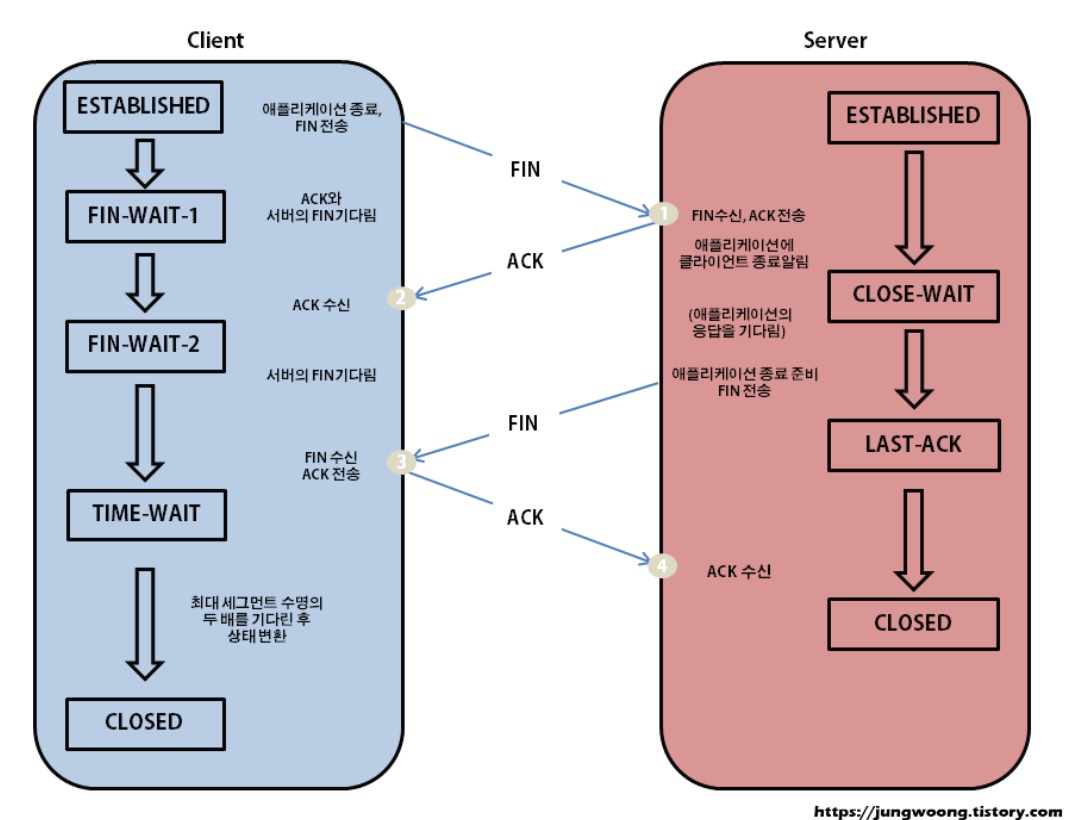 Client
Server
ESTABLISHED
애플리케이션 종료,
FIN 전송
FIN-WAIT-1
ACK와
서버의 FIN기다림
ACK 수신
FIN-WAIT-2
서버의 FIN기다림
FIN 수신
ACK 전송
TIME-WAIT
최대 세그먼트 수명의
두 배를 기다린 후
상태 변환
CLOSED
FIN
ACK
FIN
ACK
1
2
3
4
ESTABLISHED
FIN수신, ACK 전송
애플리케이션에
클라이언트 종료알림
CLOSE-WAIT
(애플리케이션의
응답을 기다림)
애플리케이션 종료 준비
FIN 전송
LAST-ACK
ACK 수신
CLOSED
https://jungwoong.tistory.com